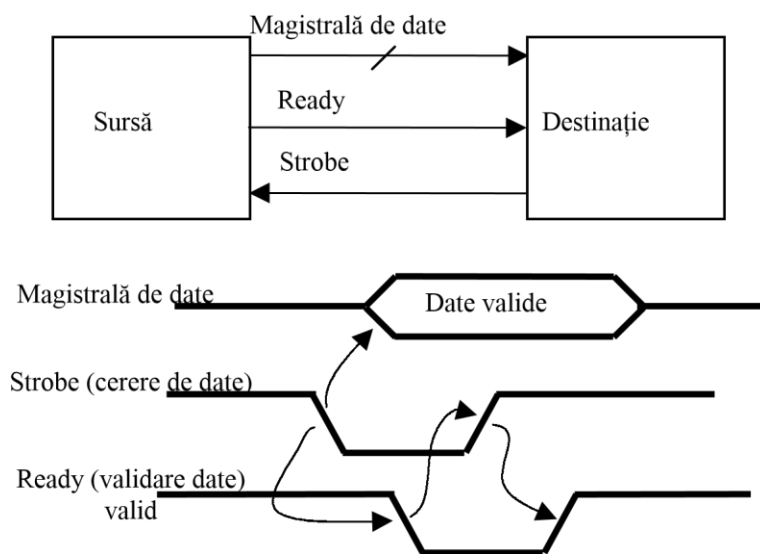 Magistrală de date
Ready
Sursă
Destinație
Strobe
Magistrală de date
Date valide
Strobe (cerere de date)
Ready (validare date)
valid